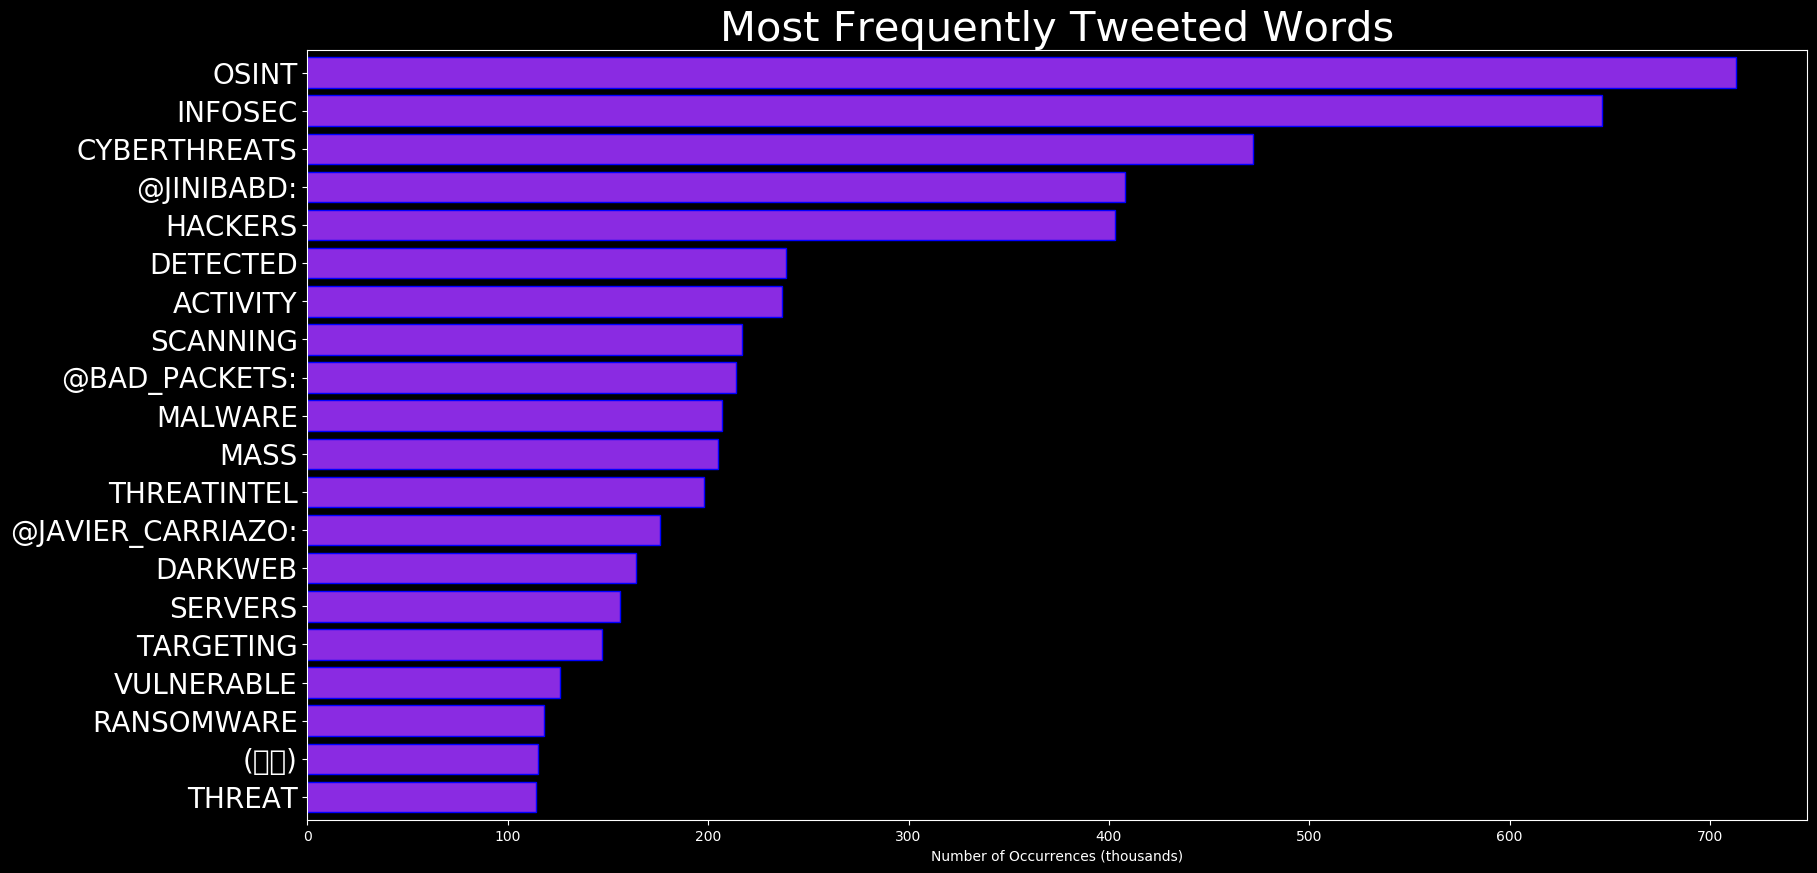 Most Frequently Tweeted Words
OSINT
INFOSEC
CYBERTHREATS
@JINIBABD:
HACKERS
DETECTED
ACTIVITY
SCANNING
@BAD_PACKETS:
MALWARE
MASS
THREATINTEL
@JAVIER_CARRIAZO:
DARKWEB
SERVERS
TARGETING
VULNERABLE
RANSOMWARE
(▯▯)
THREAT
0 100 200 300 400 500 600 700
Number of Occurrences (thousands)